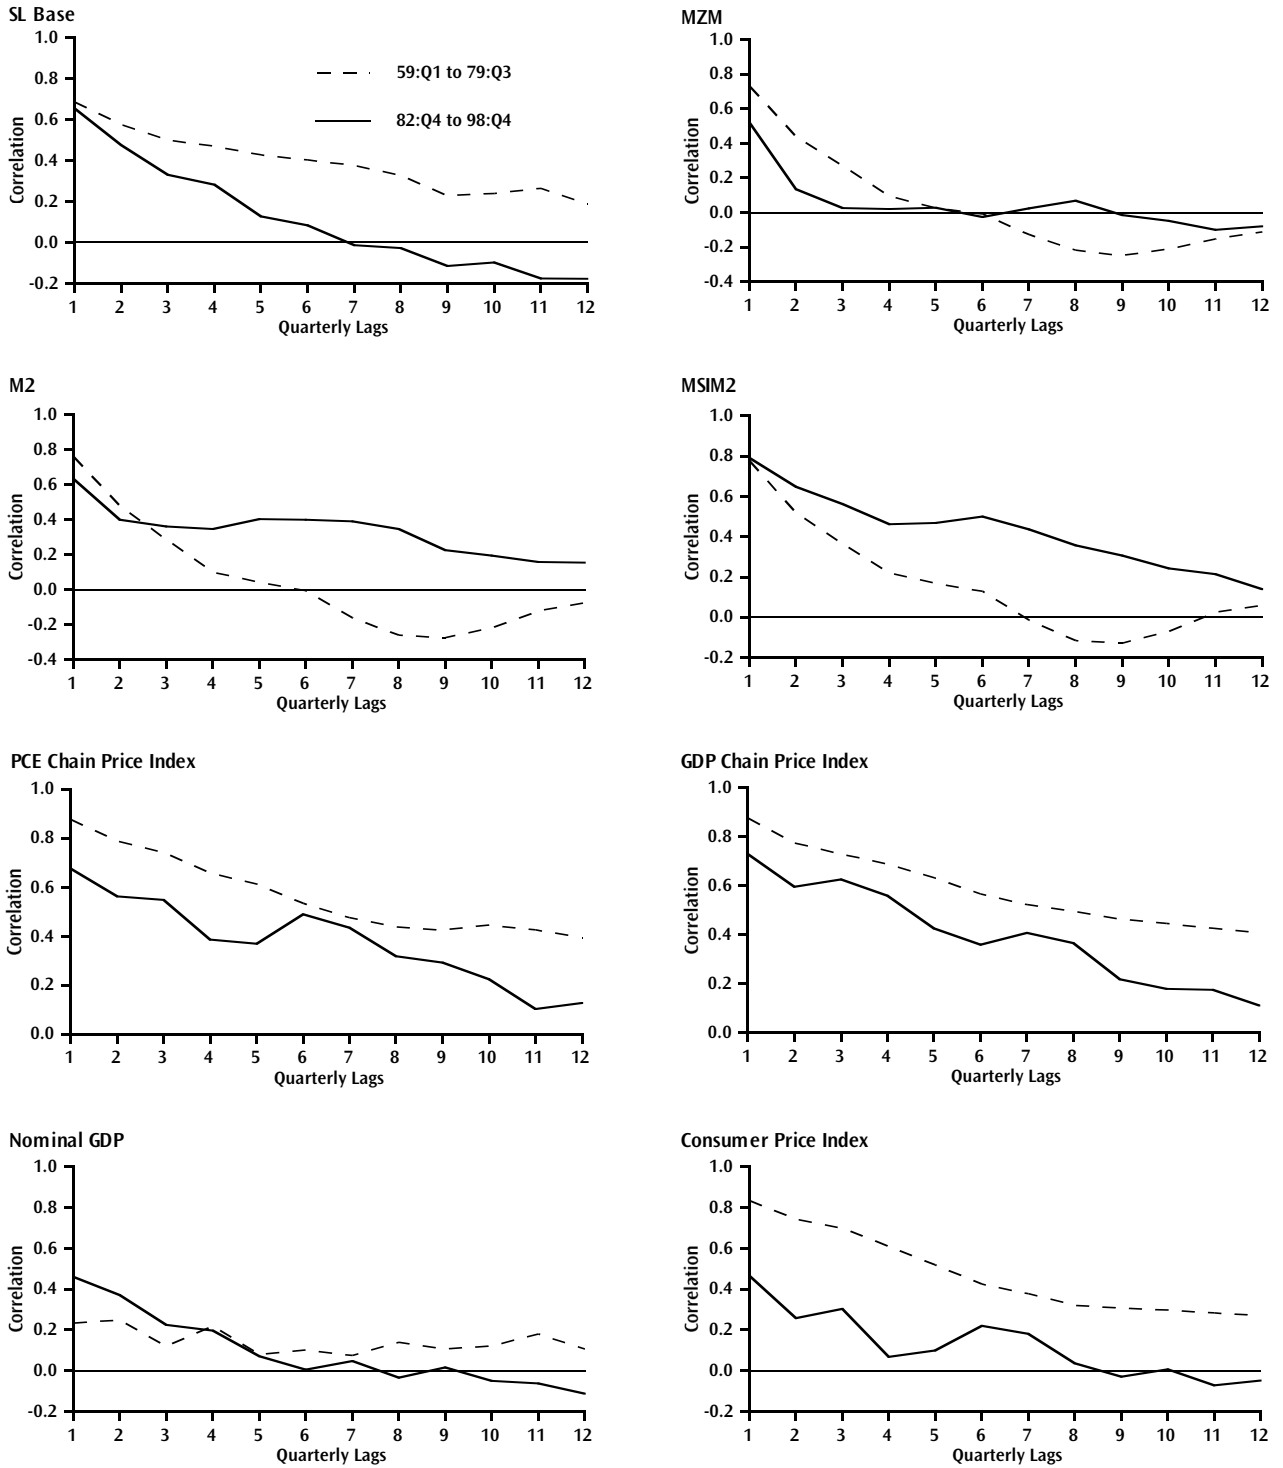 SL Base
1.0
0.8
0.6
0.4
0.2
0.0
-0.2
Correlation
59:Q1 to 79:Q3
82:Q4 to 98:Q4
1 2 3 4 5 6 7 8 9 10 11 12
Quarterly Lags
MZM
1.0
0.8
0.6
0.4
0.2
0.0
-0.2
-0.4
Correlation
1 2 3 4 5 6 7 8 9 10 11 12
Quarterly Lags
M2
1.0
0.8
0.6
0.4
0.2
0.0
-0.2
-0.4
Correlation
1 2 3 4 5 6 7 8 9 10 11 12
Quarterly Lags
MSIM2
1.0
0.8
0.6
0.4
0.2
0.0
-0.2
Correlation
1 2 3 4 5 6 7 8 9 10 11 12
Quarterly Lags
PCE Chain Price Index
1.0
0.8
0.6
0.4
0.2
0.0
Correlation
1 2 3 4 5 6 7 8 9 10 11 12
Quarterly Lags
GDP Chain Price Index
1.0
0.8
0.6
0.4
0.2
0.0
Correlation
1 2 3 4 5 6 7 8 9 10 11 12
Quarterly Lags
Nominal GDP
1.0
0.8
0.6
0.4
0.2
0.0
-0.2
Correlation
1 2 3 4 5 6 7 8 9 10 11 12
Quarterly Lags
Consumer Price Index
1.0
0.8
0.6
0.4
0.2
0.0
-0.2
Correlation
1 2 3 4 5 6 7 8 9 10 11 12
Quarterly Lags